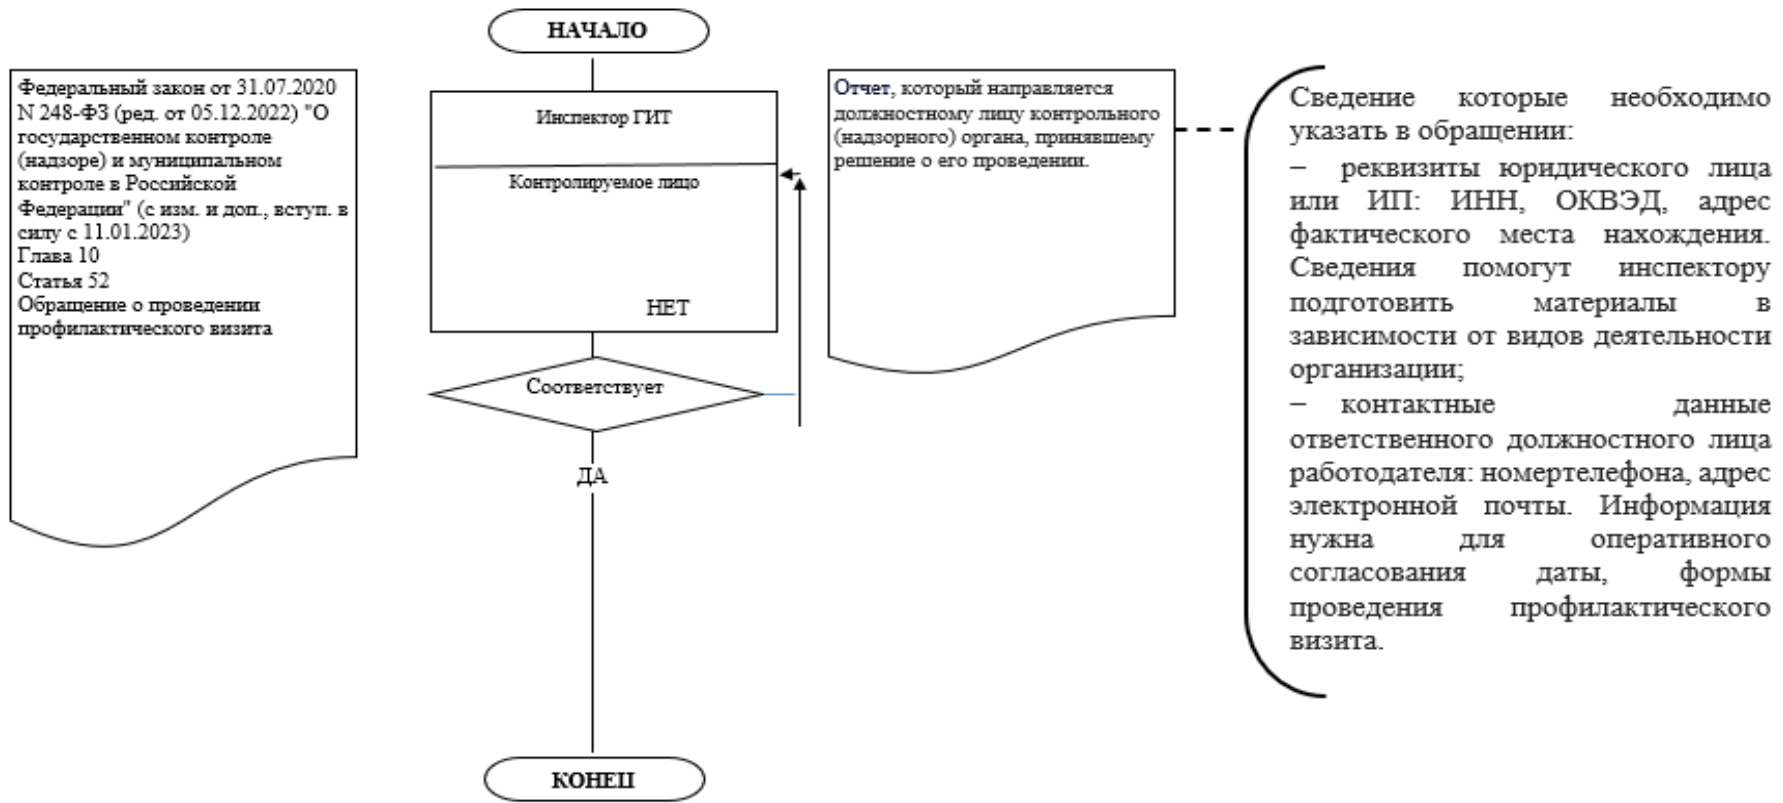 НАЧАЛО
Федеральный закон от 31.07.2020
N 248-ФЗ (ред. от 05.12.2022) "О
государственном контроле
(надзоре) и муниципальном
контроле в Российской
Федерации" (с изм. и доп., вступ. в
силу с 11.01.2023)
Глава 10
Статья 52
Обращение о проведении
профилактического визита
Инспектор ГИТ
Контролируемое лицо
НЕТ
Соответствует
ДА
КОНЕЦ
Отчет, который направляется
должностному лицу контрольного
(надзорного) органа, принявшему
решение о его проведении.
Сведение которые необходимо
указать в обращении:
– реквизиты юридического лица
или ИП: ИНН, ОКВЭД, адрес
фактического места нахождения.
Сведения помогут инспектору
подготовить материалы в
зависимости от видов деятельности
организации;
– контактные данные
ответственного должностного лица
работодателя: номертелефона, адрес
электронной почты. Информация
нужна для оперативного
согласования даты, формы
проведения профилактического
визита.